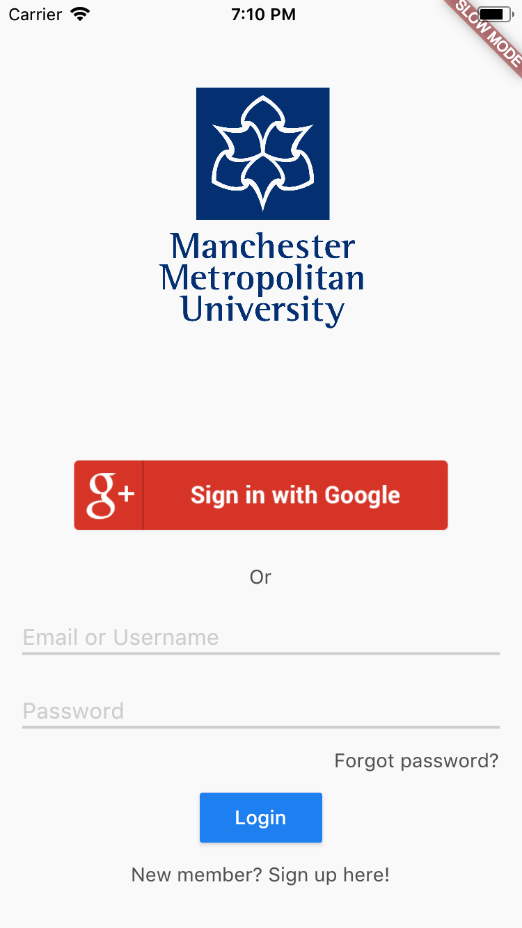 Carrier 7:10 PM
SLOW MODE
Manchester
Metropolitan
University
g+ Sign in with Google
Or
Email or Username
Password
Forgot password?
Login
New member? Sign up here!